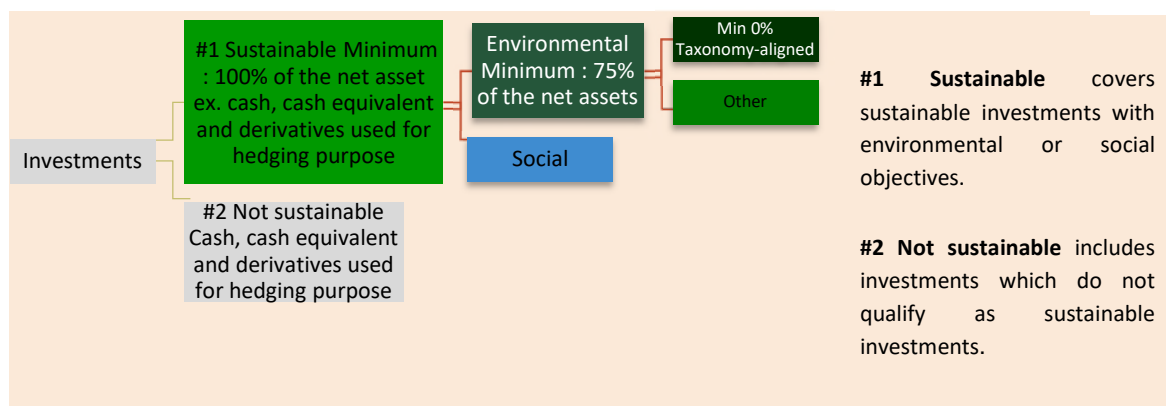 Investments
#1 Sustainable Minimum
: 100% of the net asset
ex. cash, cash equivalent
and derivatives used for
hedging purpose
#2 Not sustainable
Cash, cash equivalent
and derivatives used
for hedging purpose
Environmental
Minimum : 75%
of the net assets
Social
Min 0%
Taxonomy-aligned
Other
#1 Sustainable covers
sustainable investments with
environmental or social
objectives.
#2 Not sustainable includes
investments which do not
qualify as sustainable
investments.